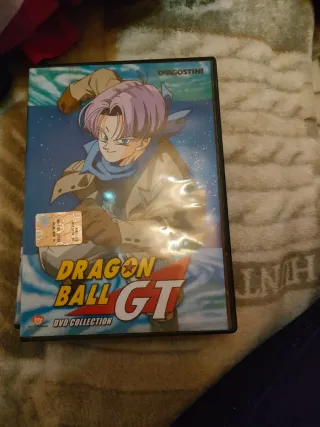 DEAGOSTINI
DRAGON
BALL GT
DVD COLLECTION